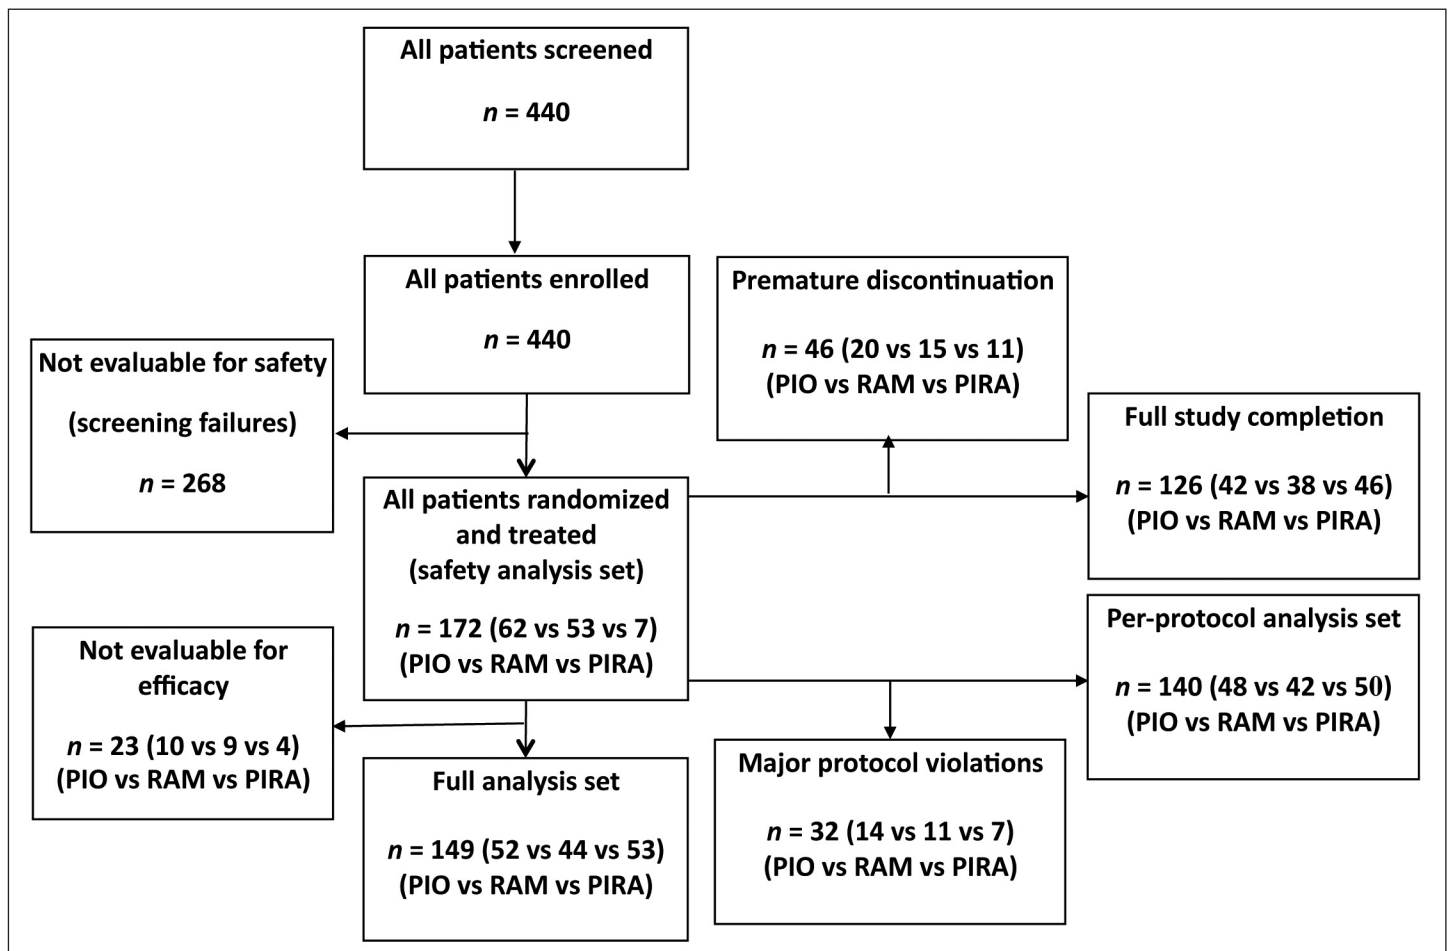 All patients screened
n = 440
All patients enrolled
n = 440
Premature discontinuation
n = 46 (20 vs 15 vs 11)
(PIO vs RAM vs PIRA)
Not evaluable for safety
(screening failures)
n = 268
Full study completion
n = 126 (42 vs 38 vs 46)
(PIO vs RAM vs PIRA)
All patients randomized
and treated
(safety analysis set)
n = 172 (62 vs 53 vs 7)
(PIO vs RAM vs PIRA)
Per-protocol analysis set
n = 140 (48 vs 42 vs 50)
(PIO vs RAM vs PIRA)
Not evaluable for
efficacy
n = 23 (10 vs 9 vs 4)
(PIO vs RAM vs PIRA)
Full analysis set
n = 149 (52 vs 44 vs 53)
(PIO vs RAM vs PIRA)
Major protocol violations
n = 32 (14 vs 11 vs 7)
(PIO vs RAM vs PIRA)